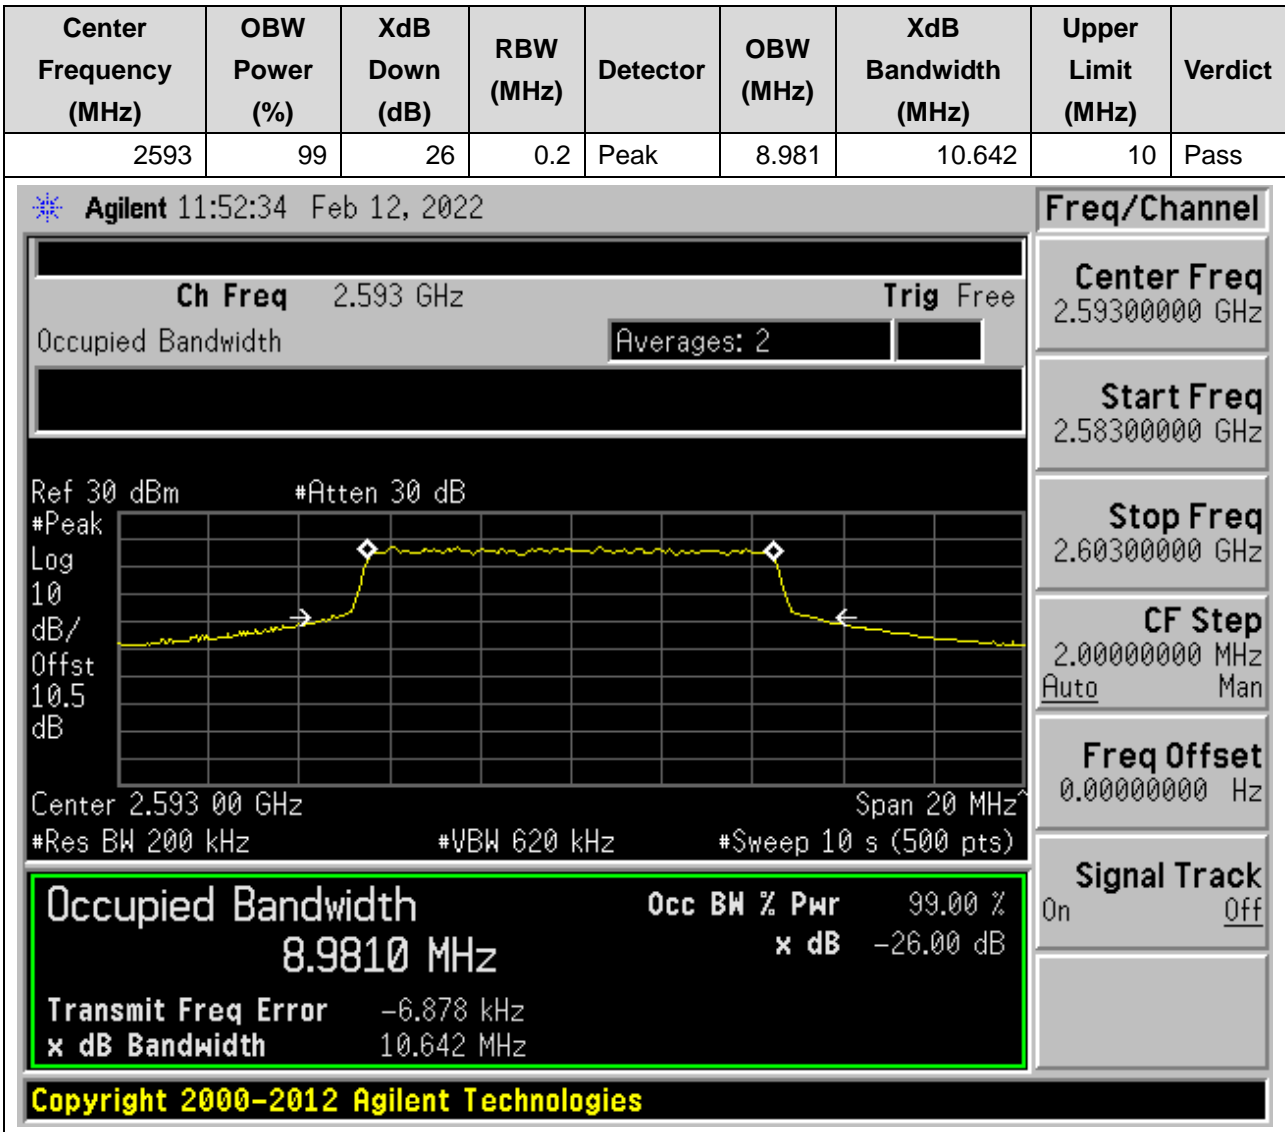 Center Frequency (MHz) OBW Power (%) XdB Down (dB) RBW (MHz) Detector OBW (MHz) XdB Bandwidth (MHz) Upper Limit (MHz) Verdict
2593 99 26 0.2 Peak 8.981 10.642 10 Pass
Agilent 11:52:34 Feb 12, 2022
Freq/Channel
Ch Freq 2.593 GHz Trig Free
Occupied Bandwidth Averages: 2
Center Freq
2.59300000 GHz
Start Freq
2.58300000 GHz
Stop Freq
2.60300000 GHz
CF Step
2.00000000 MHz
Auto Man
Freq Offset
0.00000000 Hz
Signal Track
On Off
Ref 30 dBm #Atten 30 dB
#Peak
Log
10
dB/
Offst
10.5
dB
Center 2.593 00 GHz Span 20 MHz^
#Res BW 200 kHz #VBW 620 kHz #Sweep 10 s (500 pts)
Occupied Bandwidth Occ BW % Pwr 99.00 %
8.9810 MHz x dB -26.00 dB
Transmit Freq Error -6.878 kHz
x dB Bandwidth 10.642 MHz
Copyright 2000-2012 Agilent Technologies